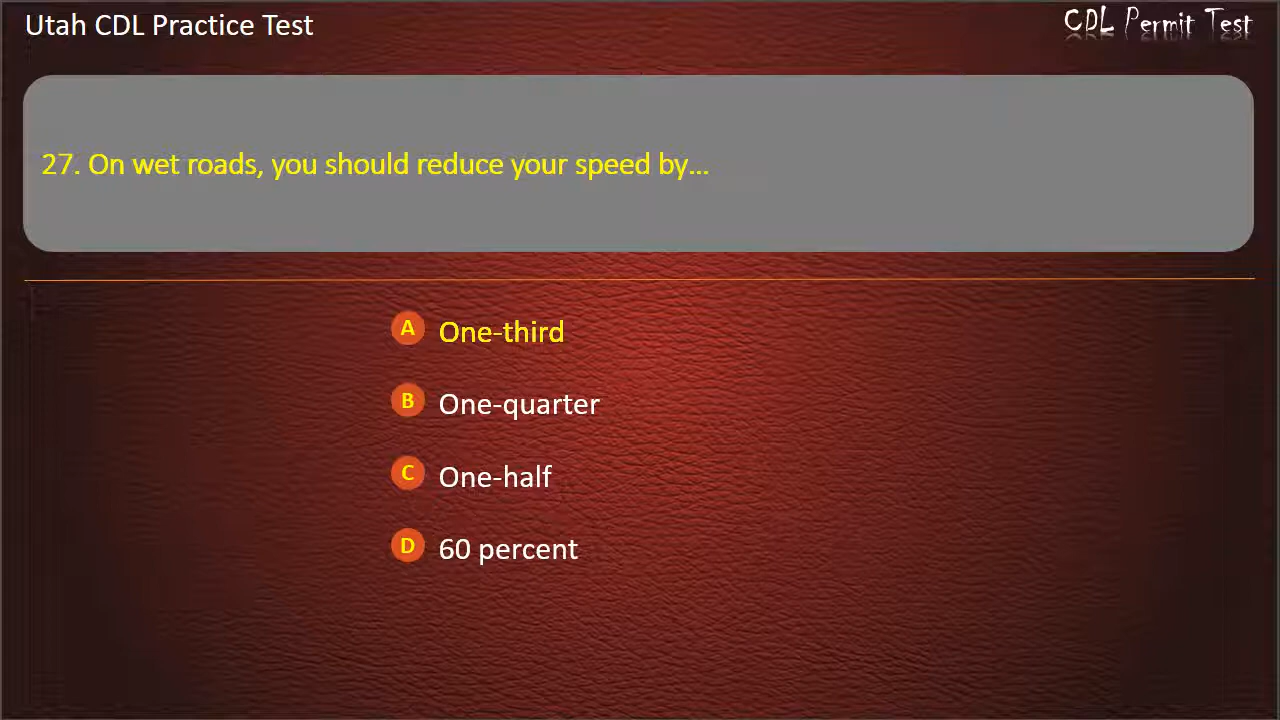 Utah CDL Practice Test
CDL Permit Test
27. On wet roads, you should reduce your speed by...
A One-third
B One-quarter
C One-half
D 60 percent